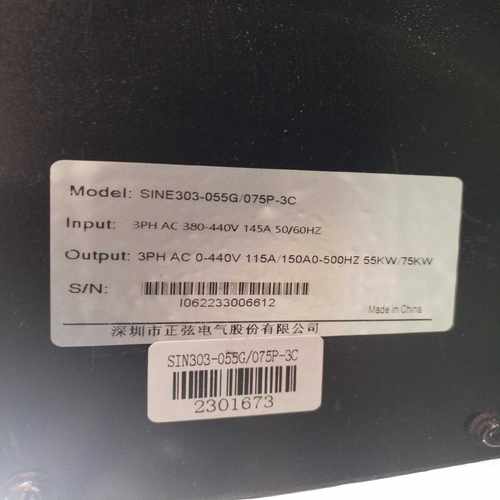 Model: SINE303-055G/075P-3C
Input: 3PH AC 380-440V 145A 50/60HZ
Output: 3PH AC 0-440V 115A/150A0-500HZ 55KW/75KW
S/N:
I062233006612
Made in China
深圳市正弦电气股份有限公司
SIN303-055G/075P-3C
2301673